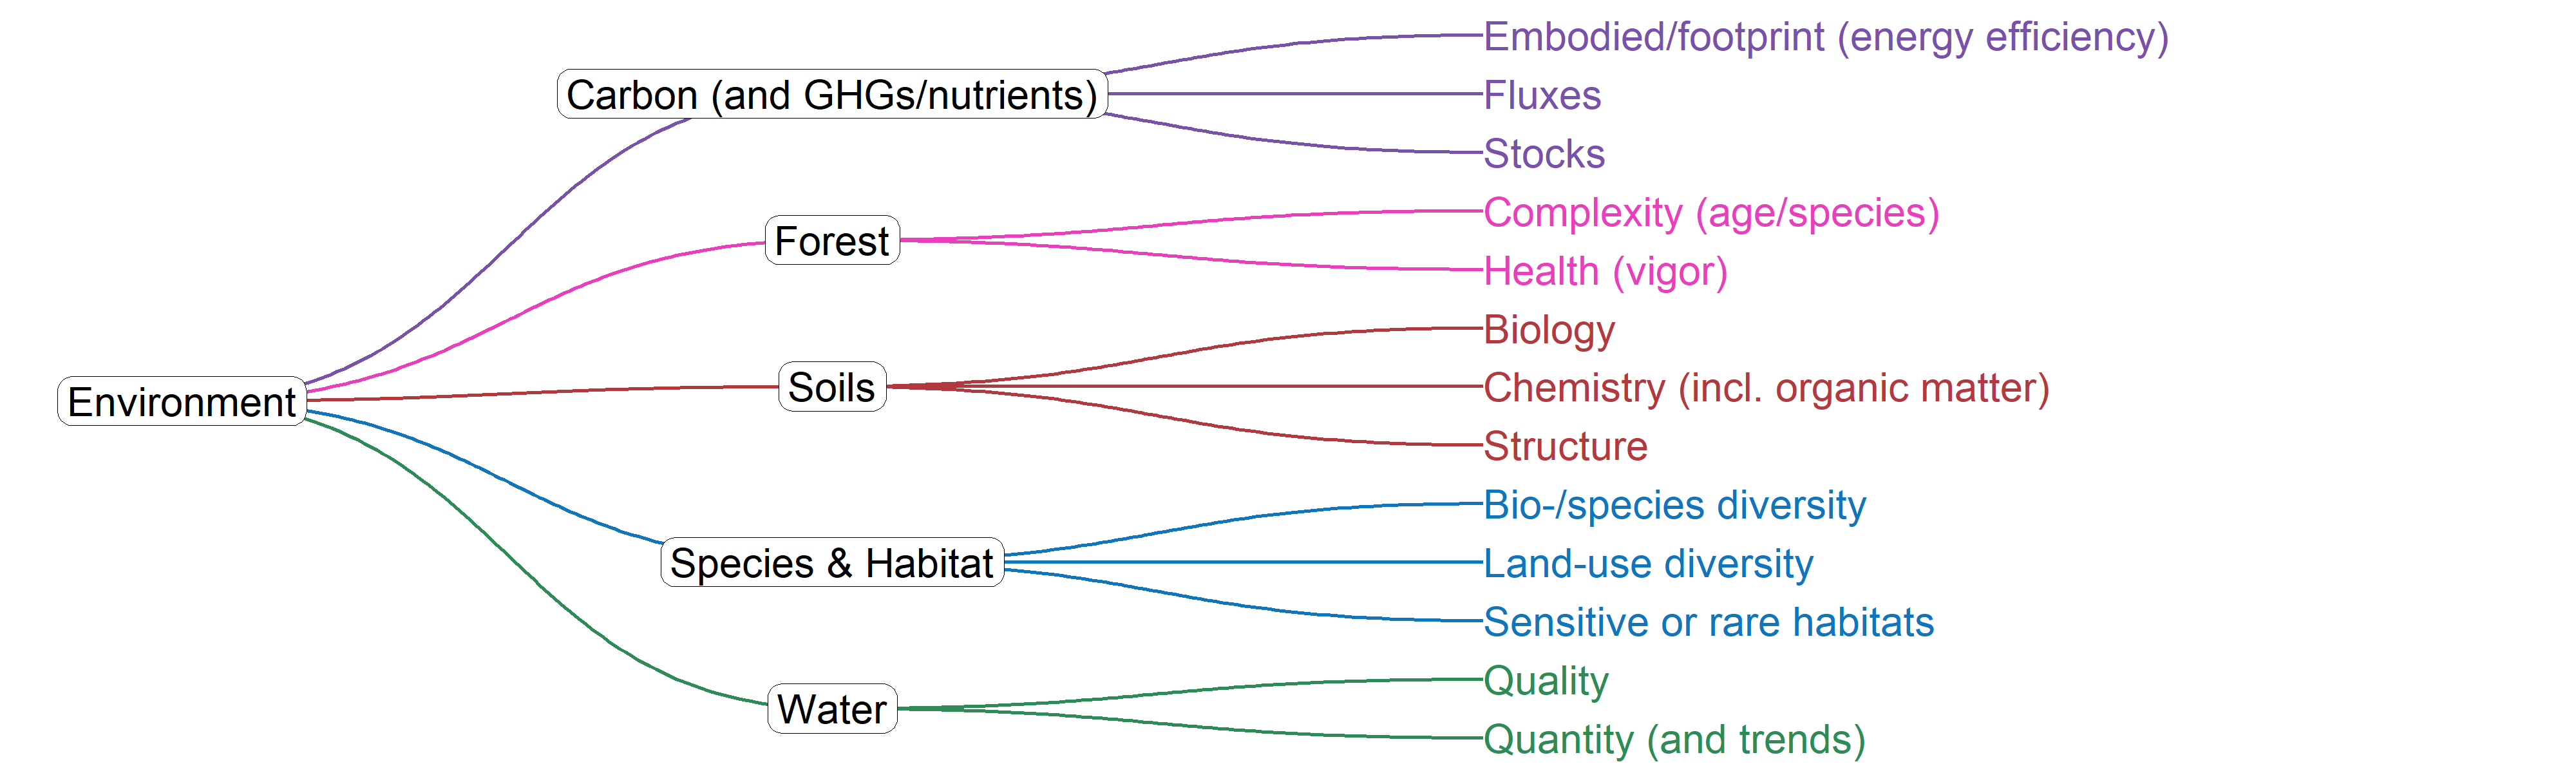 Environment
Carbon (and GHGs/nutrients)
Embodied/footprint (energy efficiency)
Fluxes
Stocks
Forest
Complexity (age/species)
Health (vigor)
Soils
Biology
Chemistry (incl. organic matter)
Structure
Species & Habitat
Bio-/species diversity
Land-use diversity
Sensitive or rare habitats
Water
Quality
Quantity (and trends)